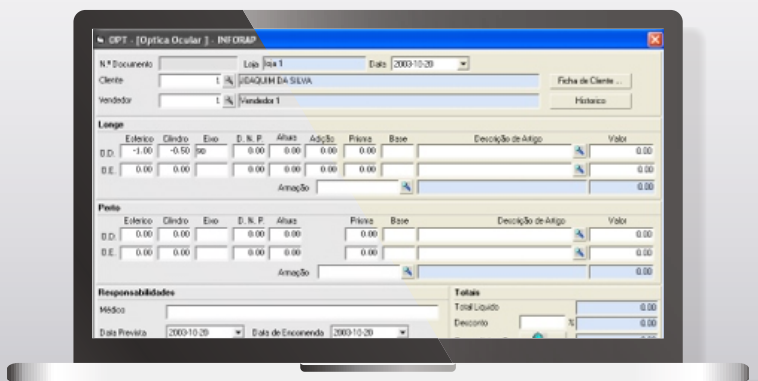 OPT - [Optica Ocular ] - INFORAP
N.º Documento Loja loja 1 Data 2003-10-20
Cliente 1 JOAQUIM DA SILVA Ficha de Cliente ...
Vendedor 1 Vendedor 1 Historico
Longe
Esferico Cilindro Eixo D. N. P. Altura Adição Prisma Base Descrição de Artigo Valor
O.D. -1.00 -0.50 90 0.00 0.00 0.00 0.00 0.00
O.E. 0.00 0.00 0.00 0.00 0.00 0.00 0.00
Armação 0.00
Perto
Esferico Cilindro Eixo D. N. P. Altura Prisma Base Descrição de Artigo Valor
O.D. 0.00 0.00 0.00 0.00 0.00 0.00
O.E. 0.00 0.00 0.00 0.00 0.00 0.00
Armação 0.00
Responsabilidades Totais
Médico Total Liquido 0.00
Desconto % 0.00
Data Prevista 2003-10-20 Data de Encomenda 2003-10-20